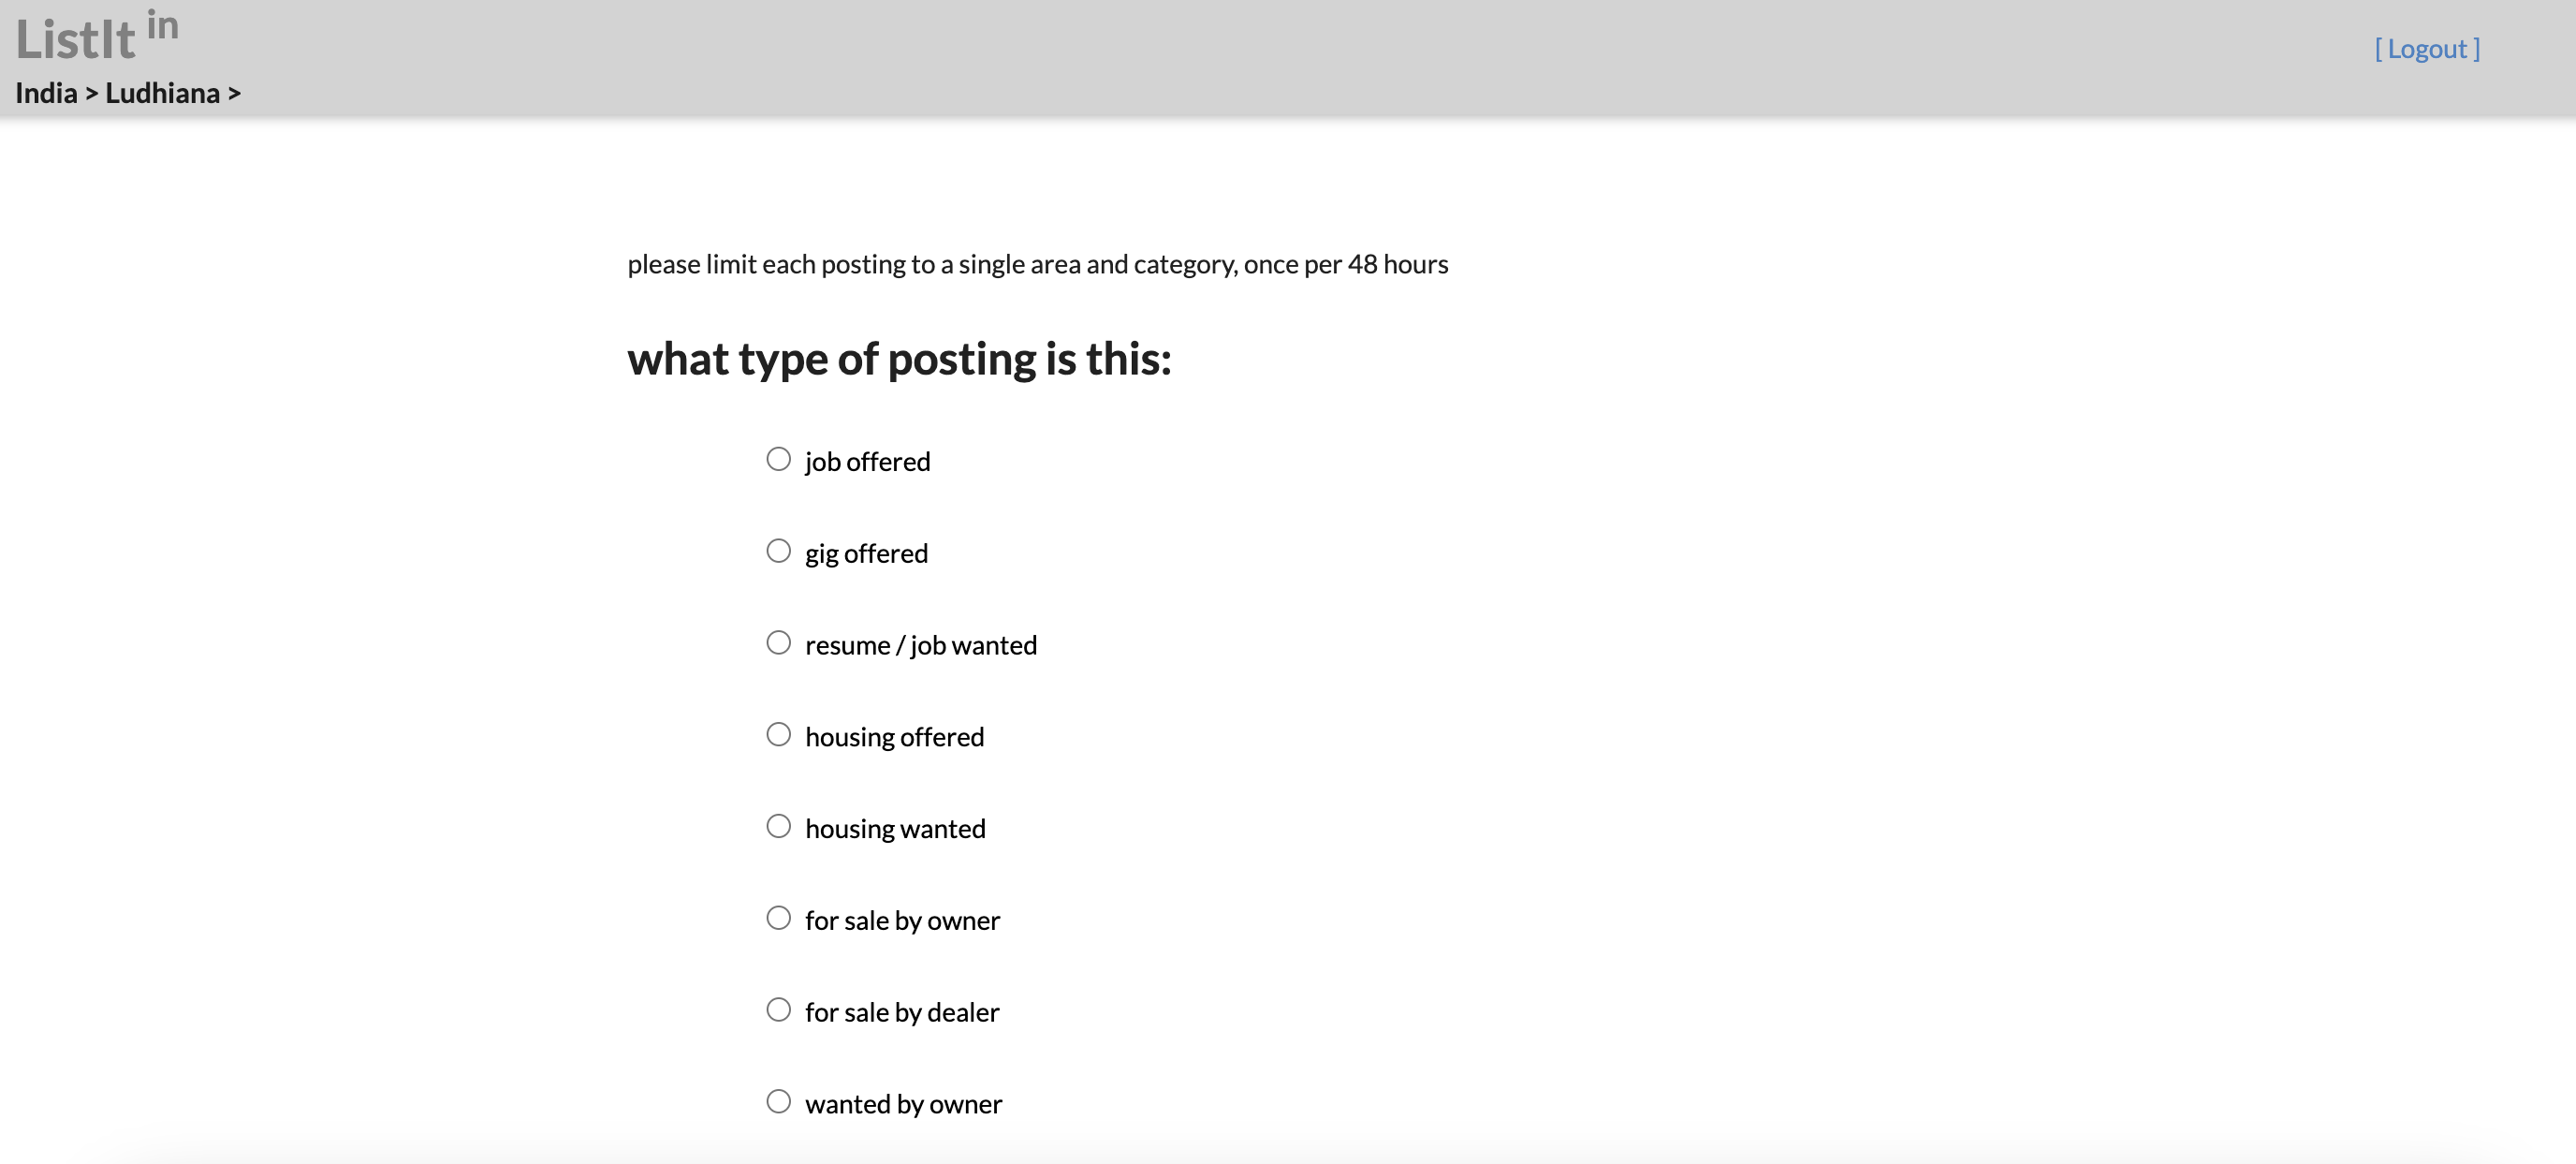 ListIt in
[ Logout ]
India > Ludhiana >
please limit each posting to a single area and category, once per 48 hours
what type of posting is this:
job offered
gig offered
resume / job wanted
housing offered
housing wanted
for sale by owner
for sale by dealer
wanted by owner